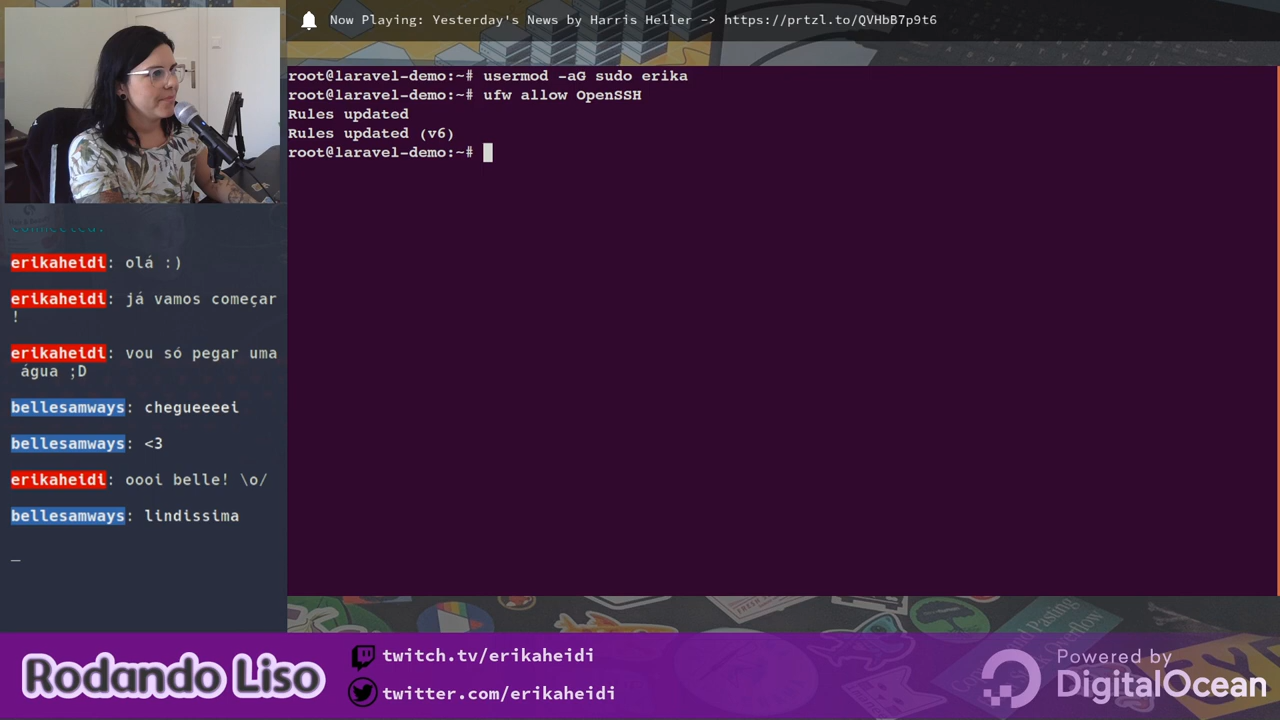 Now Playing: Yesterday's News by Harris Heller -> https://prtzl.to/QVHbB7p9t6
root@laravel-demo:~# usermod -aG sudo erika
root@laravel-demo:~# ufw allow OpenSSH
Rules updated
Rules updated (v6)
root@laravel-demo:~#
connected.
erikaheidi: olá :)
erikaheidi: já vamos começar
!
erikaheidi: vou só pegar uma
água ;D
bellesamways: chegueeeei
bellesamways: <3
erikaheidi: oooi belle! \o/
bellesamways: lindissima
_
Rodando Liso
twitch.tv/erikaheidi
twitter.com/erikaheidi
Powered by
DigitalOcean